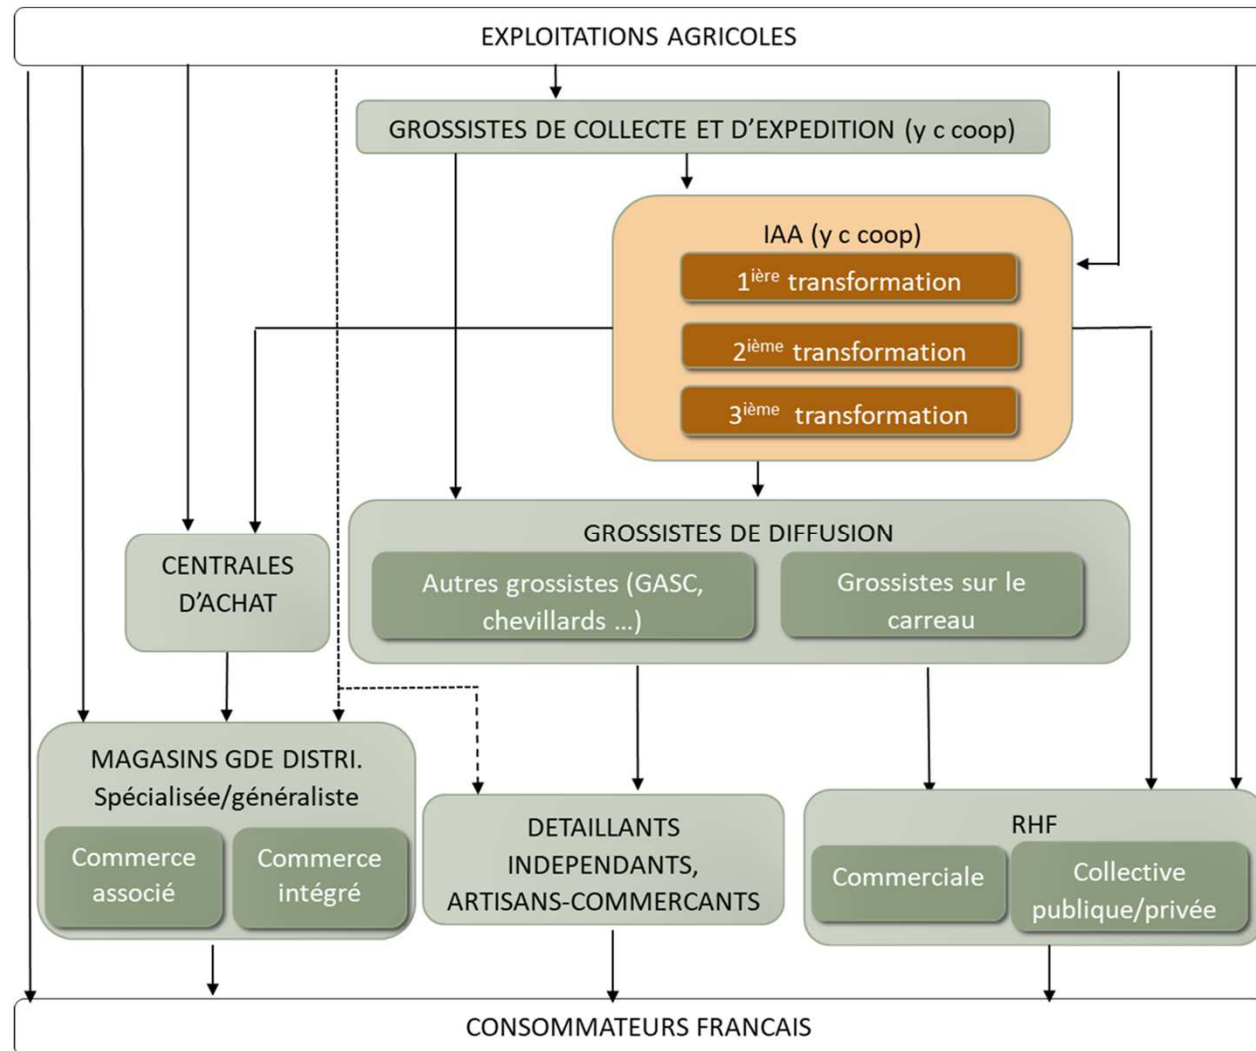 EXPLOITATIONS AGRICOLES
GROSSISTES DE COLLECTE ET D’EXPEDITION (y c coop)
IAA (y c coop)
1ière transformation
2ième transformation
3ième transformation
CENTRALES
D’ACHAT
GROSSISTES DE DIFFUSION
Autres grossistes (GASC,
chevillards ...)
Grossistes sur le
carreau
MAGASINS GDE DISTRI.
Spécialisée/généraliste
Commerce
associé
Commerce
intégré
DETAILLANTS
INDEPENDANTS,
ARTISANS-COMMERCANTS
RHF
Commerciale
Collective
publique/privée
CONSOMMATEURS FRANCAIS